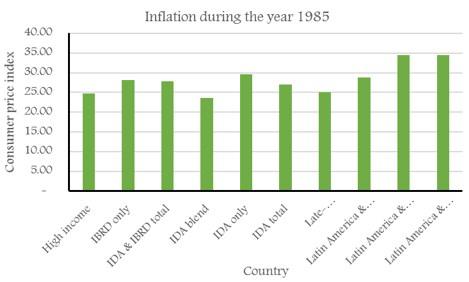 Inflation during the year 1985
Consumer price index
40.00
35.00
30.00
25.00
20.00
15.00
10.00
5.00
-
High income
IBRD only
IDA & IBRD total
IDA blend
IDA only
IDA total
Late-…
Latin America &…
Latin America &…
Latin America &…
Country